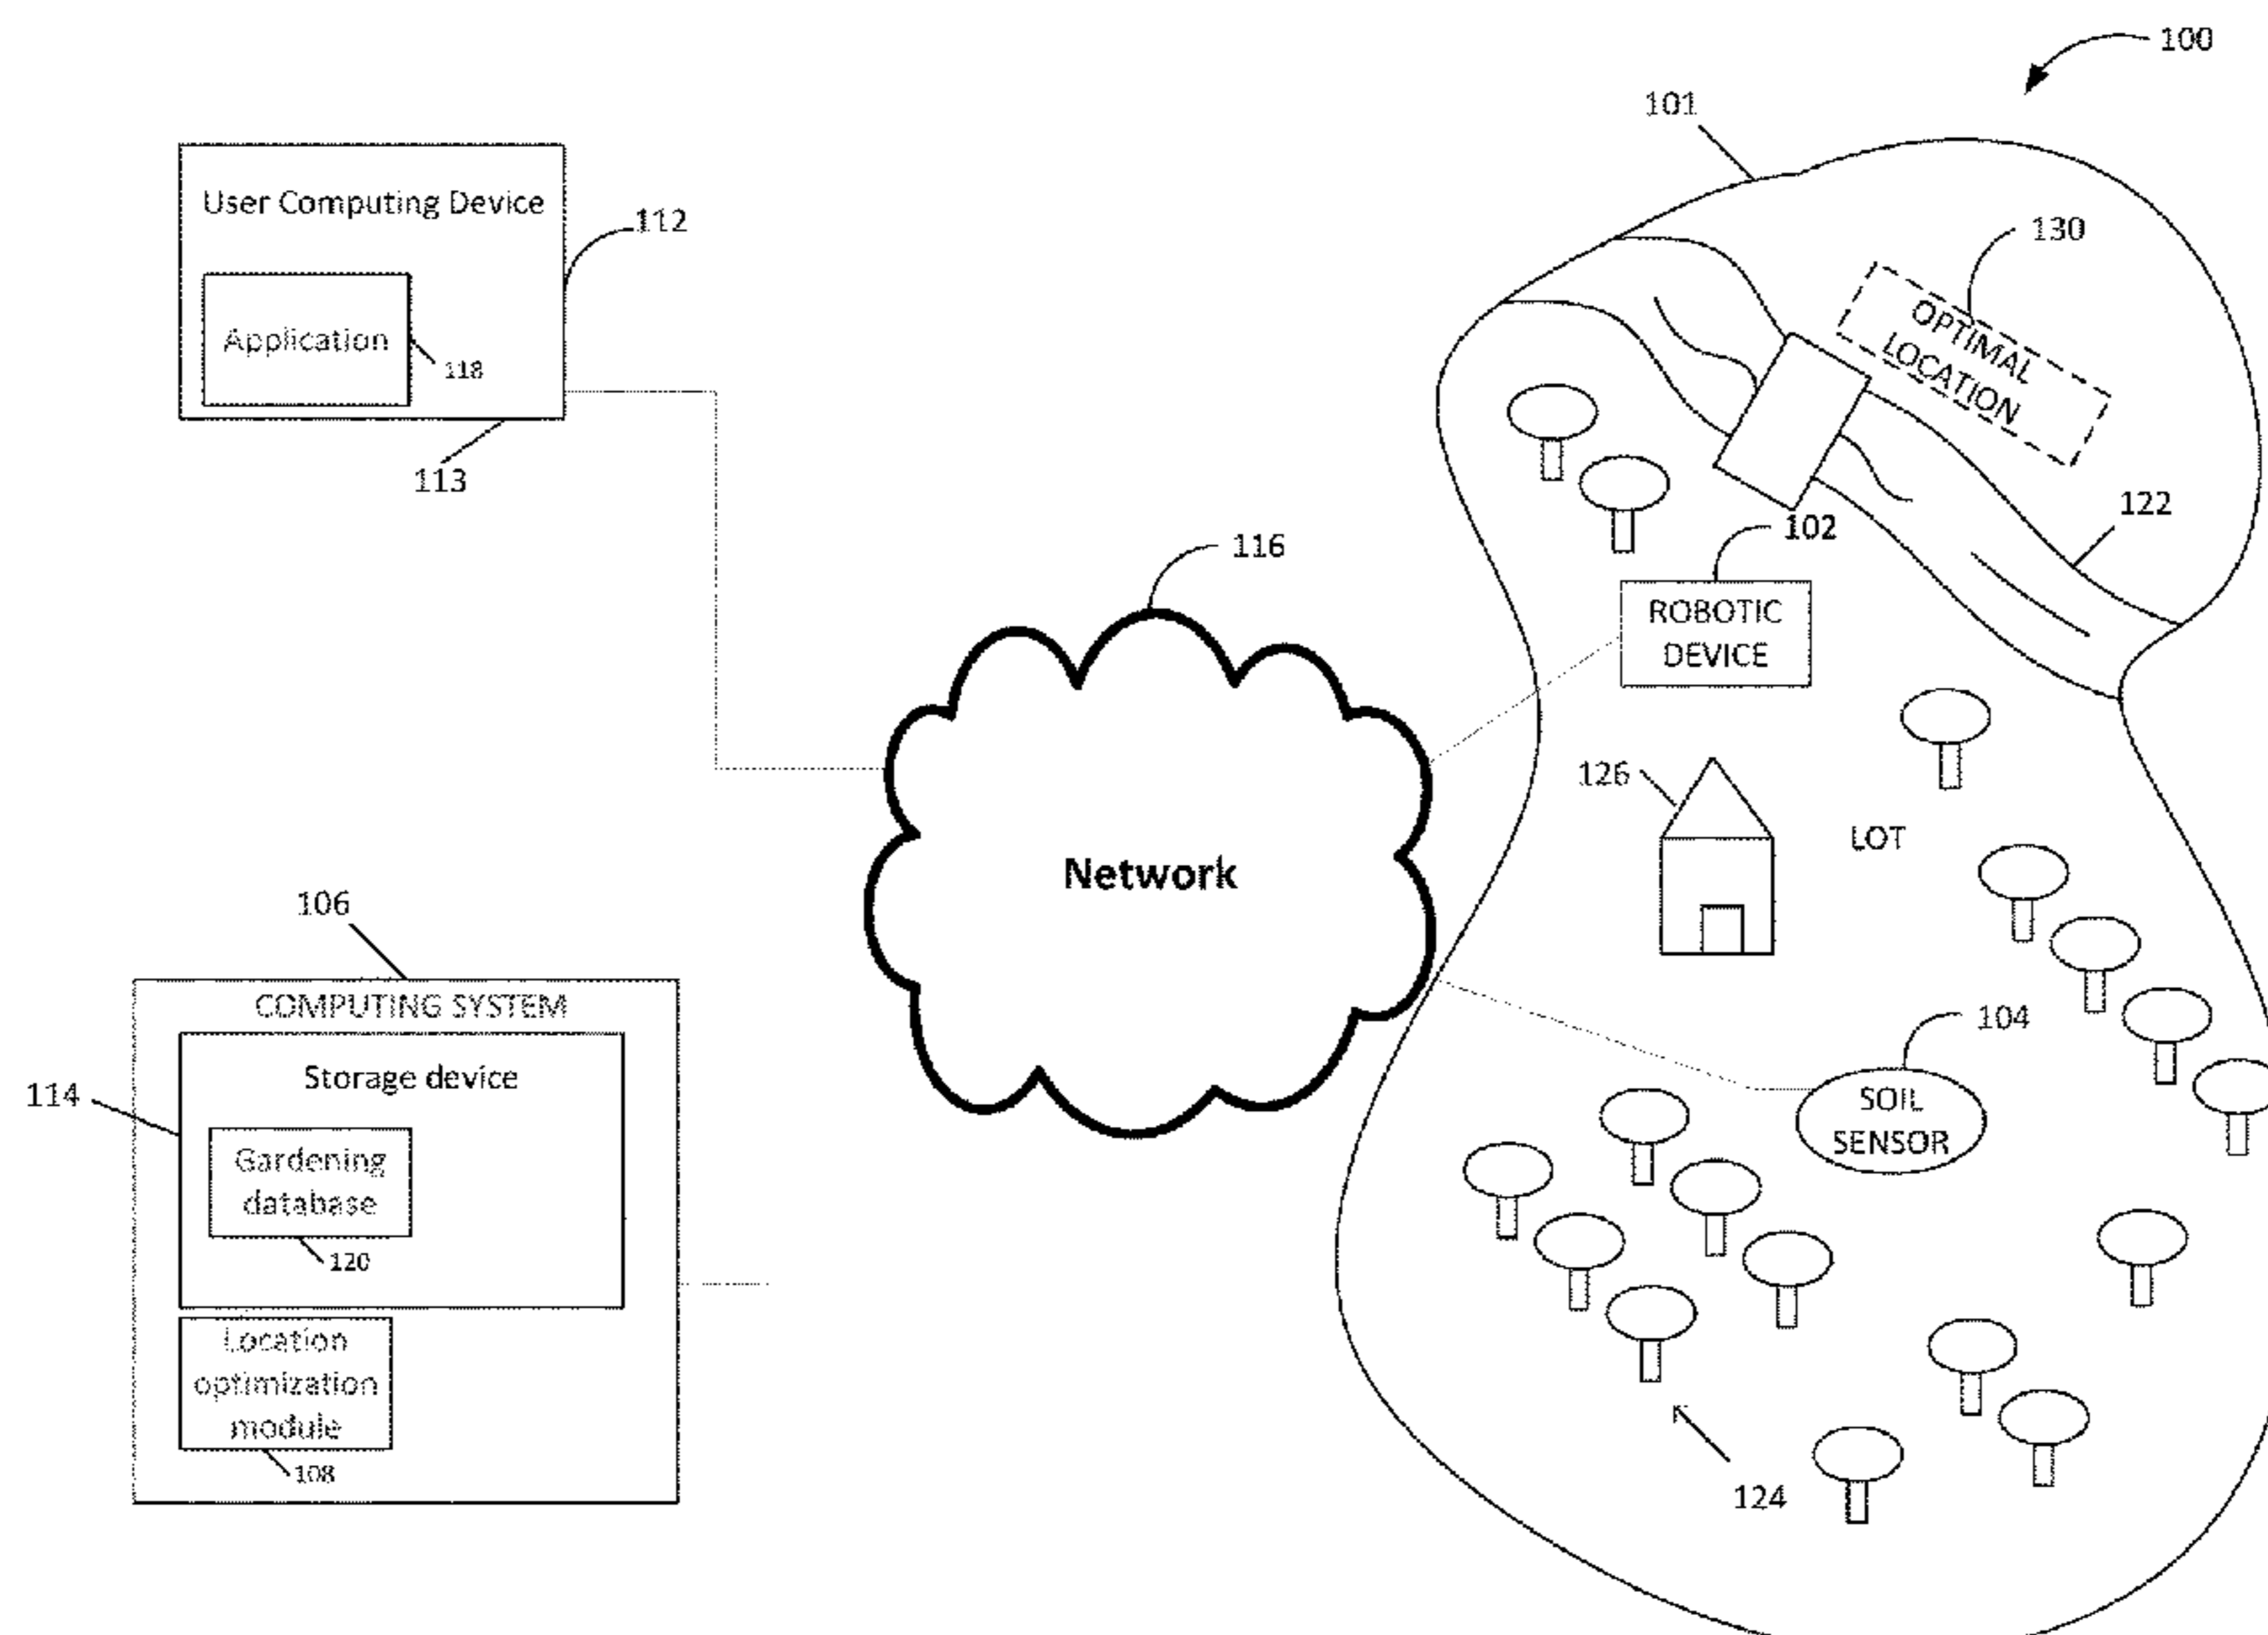 100
101
User Computing Device
112
130
Application
118
OPTIMAL
LOCATION
113
122
102
116
ROBOTIC
DEVICE
126
LOT
Network
106
COMPUTING SYSTEM
104
Storage device
114
SOIL
SENSOR
Gardening
database
120
Location
optimization
module
108
124